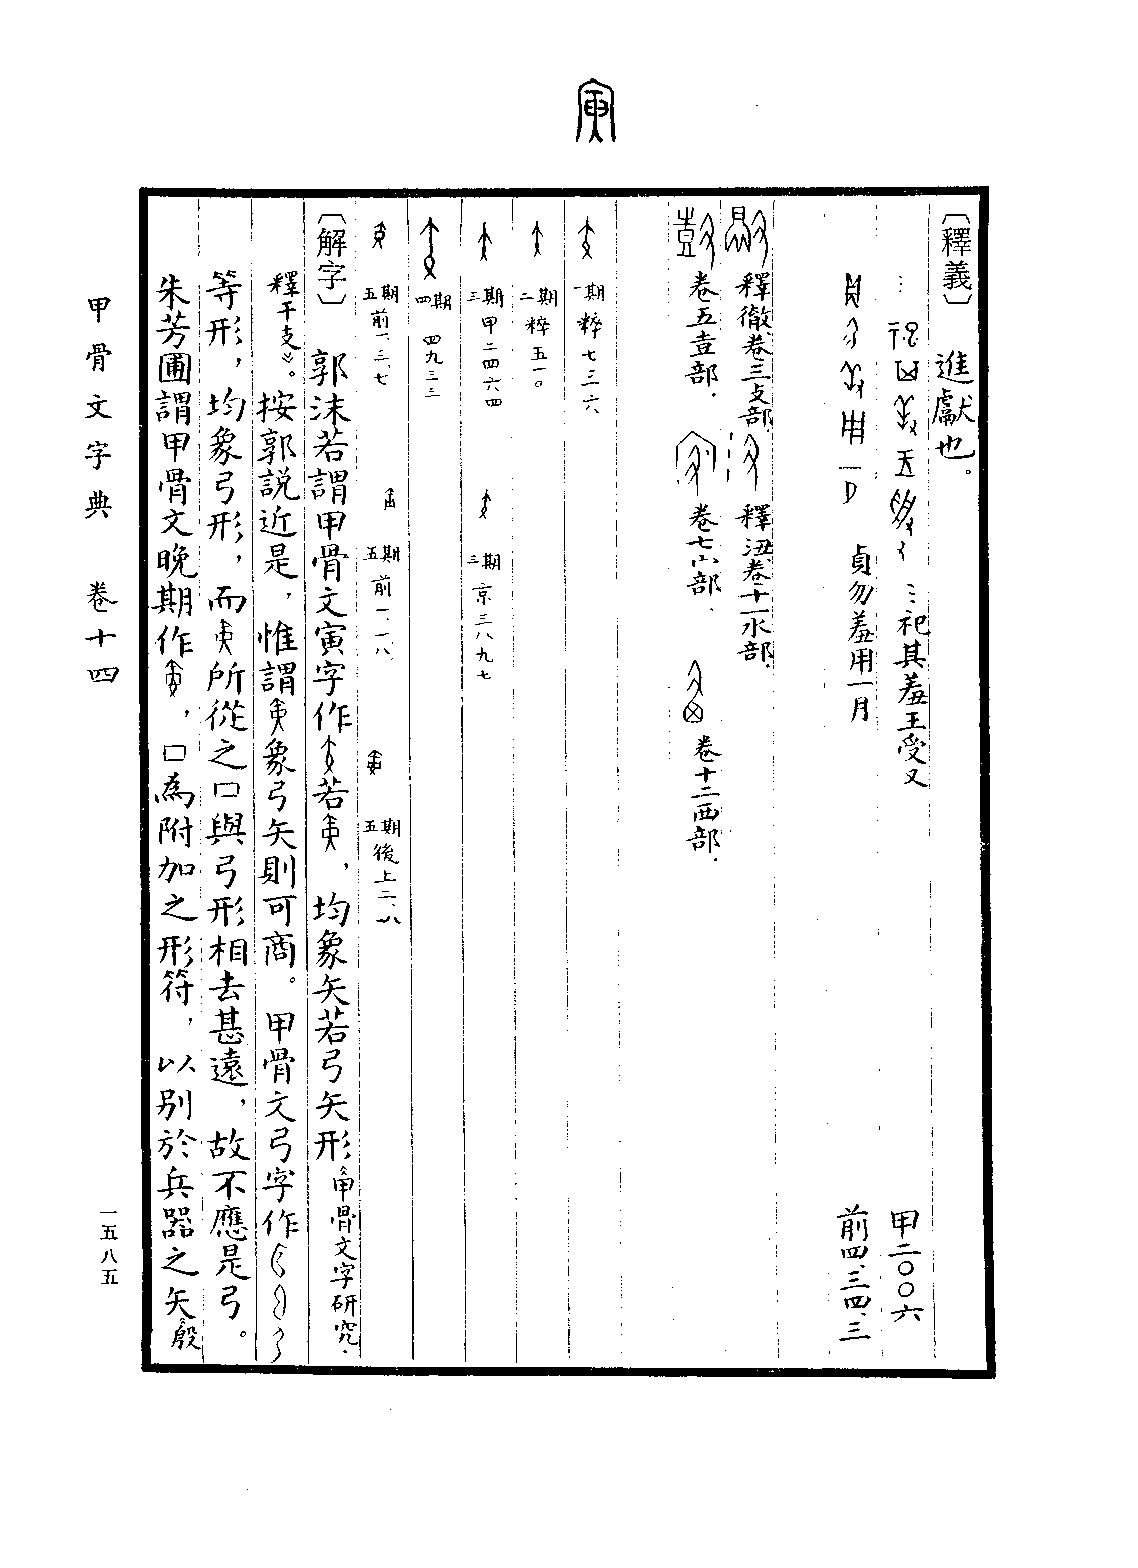 寅
〔釋義〕進獻也。
…祀其羞王受又 甲二〇〇六
貞勿羞用一月 前四、三四、三
釋徹卷三攴部. 釋汫卷十一水部.
卷五壴部. 卷七宀部. 卷十二西部.
一期 粹七三六
二期 粹五一〇
三期 甲二四六四 三期 京三八九七
四期 四九三三
五期 前一、三、七 五期 前一、一、八 五期 後上二、一八
〔解字〕郭沫若謂甲骨文寅字作若，均象矢若弓矢形《甲骨文字研究·
釋干支》。按郭説近是，惟謂象弓矢則可商。甲骨文弓字作
等形，均象弓形，而所從之口與弓形相去甚遠，故不應是弓。
朱芳圃謂甲骨文晚期作，口為附加之形符，以别於兵器之矢《殷
甲骨文字典 卷十四
一五八五